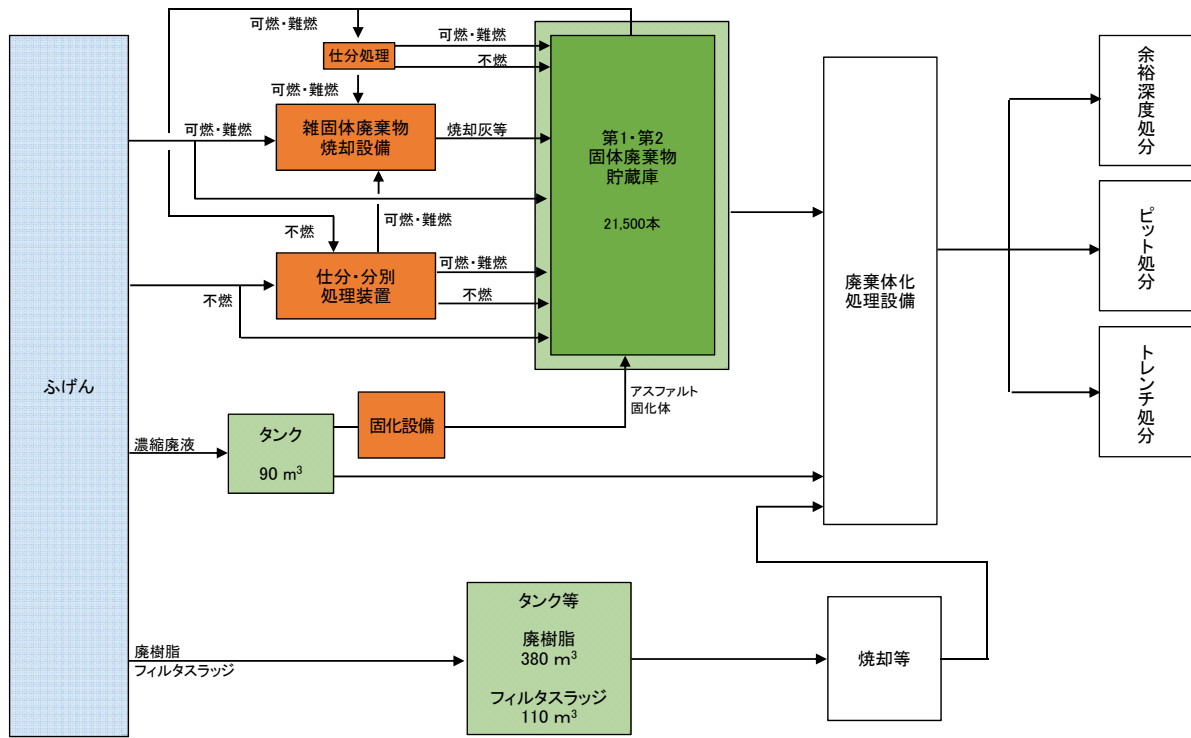 ふげん
可燃・難燃
仕分処理
可燃・難燃
不燃
可燃・難燃
可燃・難燃
雑固体廃棄物
焼却設備
焼却灰等
可燃・難燃
不燃
不燃
仕分・分別
処理装置
可燃・難燃
不燃
第1・第2
固体廃棄物
貯蔵庫
21,500本
アスファルト
固化体
濃縮廃液
タンク
90 m³
固化設備
廃樹脂
フィルタスラッジ
タンク等
廃樹脂
380 m³
フィルタスラッジ
110 m³
焼却等
廃棄体化
処理設備
余裕深度処分
ピット処分
トレンチ処分